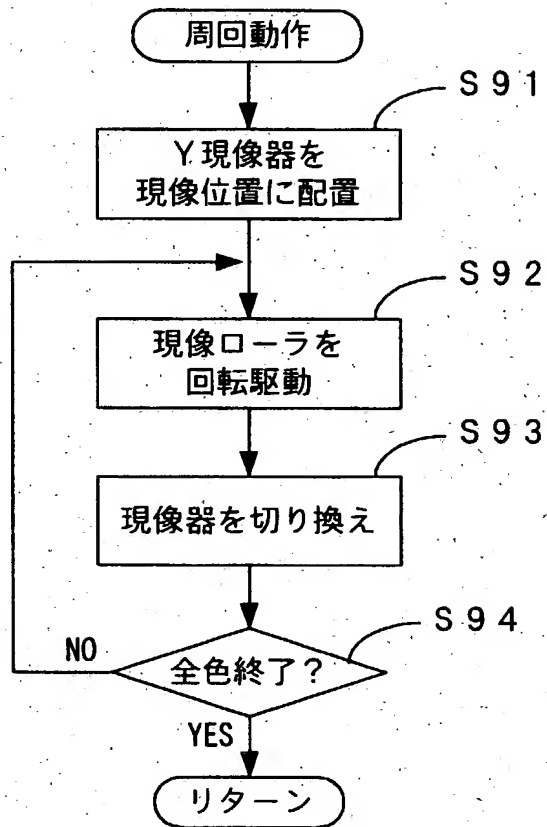 周回動作
S91
Y現像器を
現像位置に配置
S92
現像ローラを
回転駆動
S93
現像器を切り換え
S94
NO
全色終了？
YES
リターン